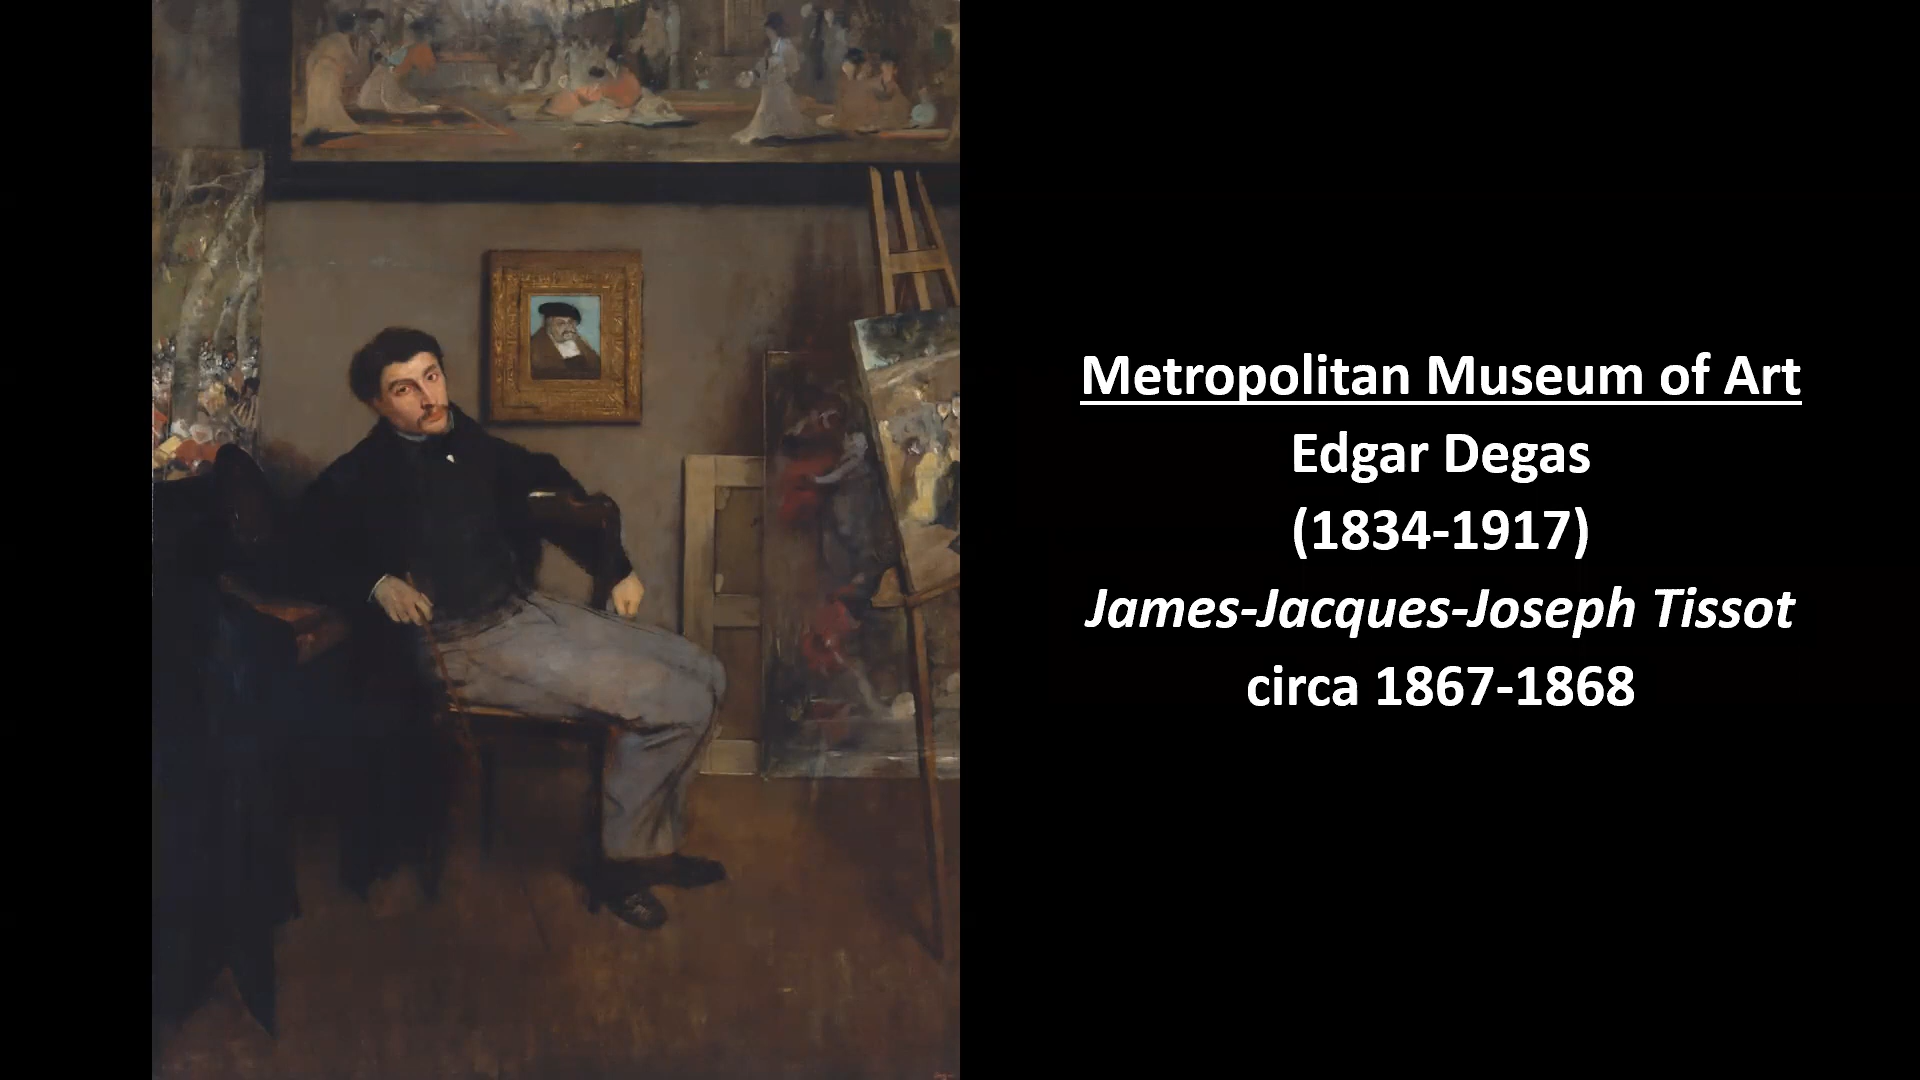 Metropolitan Museum of Art
Edgar Degas
(1834-1917)
James-Jacques-Joseph Tissot
circa 1867-1868